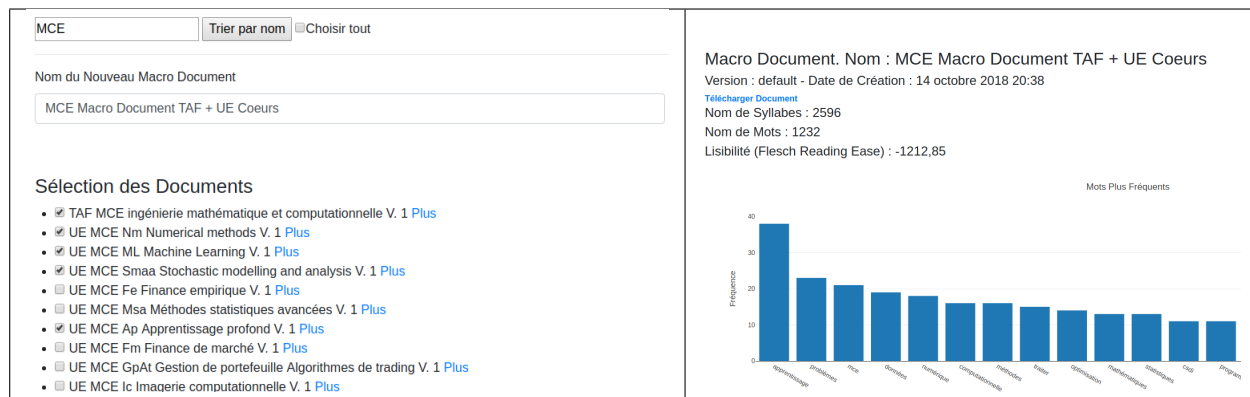 MCE
Trier par nom
Choisir tout
Nom du Nouveau Macro Document
MCE Macro Document TAF + UE Coeurs
Sélection des Documents
TAF MCE ingénierie mathématique et computationnelle V. 1 Plus
UE MCE Nm Numerical methods V. 1 Plus
UE MCE ML Machine Learning V. 1 Plus
UE MCE Smaa Stochastic modelling and analysis V. 1 Plus
UE MCE Fe Finance empirique V. 1 Plus
UE MCE Msa Méthodes statistiques avancées V. 1 Plus
UE MCE Ap Apprentissage profond V. 1 Plus
UE MCE Fm Finance de marché V. 1 Plus
UE MCE GpAt Gestion de portefeuille Algorithmes de trading V. 1 Plus
UE MCE Ic Imagerie computationnelle V. 1 Plus
Macro Document. Nom : MCE Macro Document TAF + UE Coeurs
Version : default - Date de Création : 14 octobre 2018 20:38
Télécharger Document
Nom de Syllabes : 2596
Nom de Mots : 1232
Lisibilité (Flesch Reading Ease) : -1212,85
Mots Plus Fréquents
Fréquence
40
30
20
10
0
apprentissage
problèmes
mce
données
numérique
computationnelle
méthodes
traiter
optimisation
mathématiques
statistiques
csdi
program